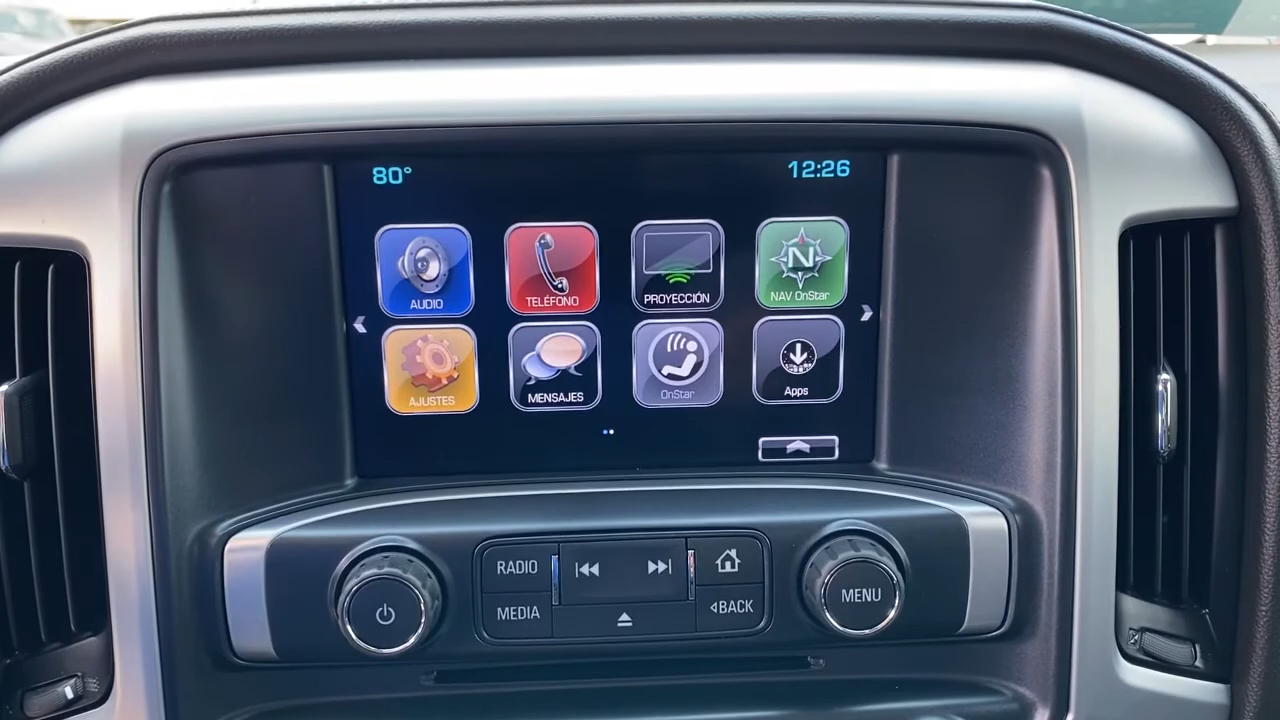 80°
12:26
AUDIO
TELÉFONO
PROYECCIÓN
N
NAV OnStar
AJUSTES
MENSAJES
OnStar
Apps
RADIO
MEDIA
BACK
MENU